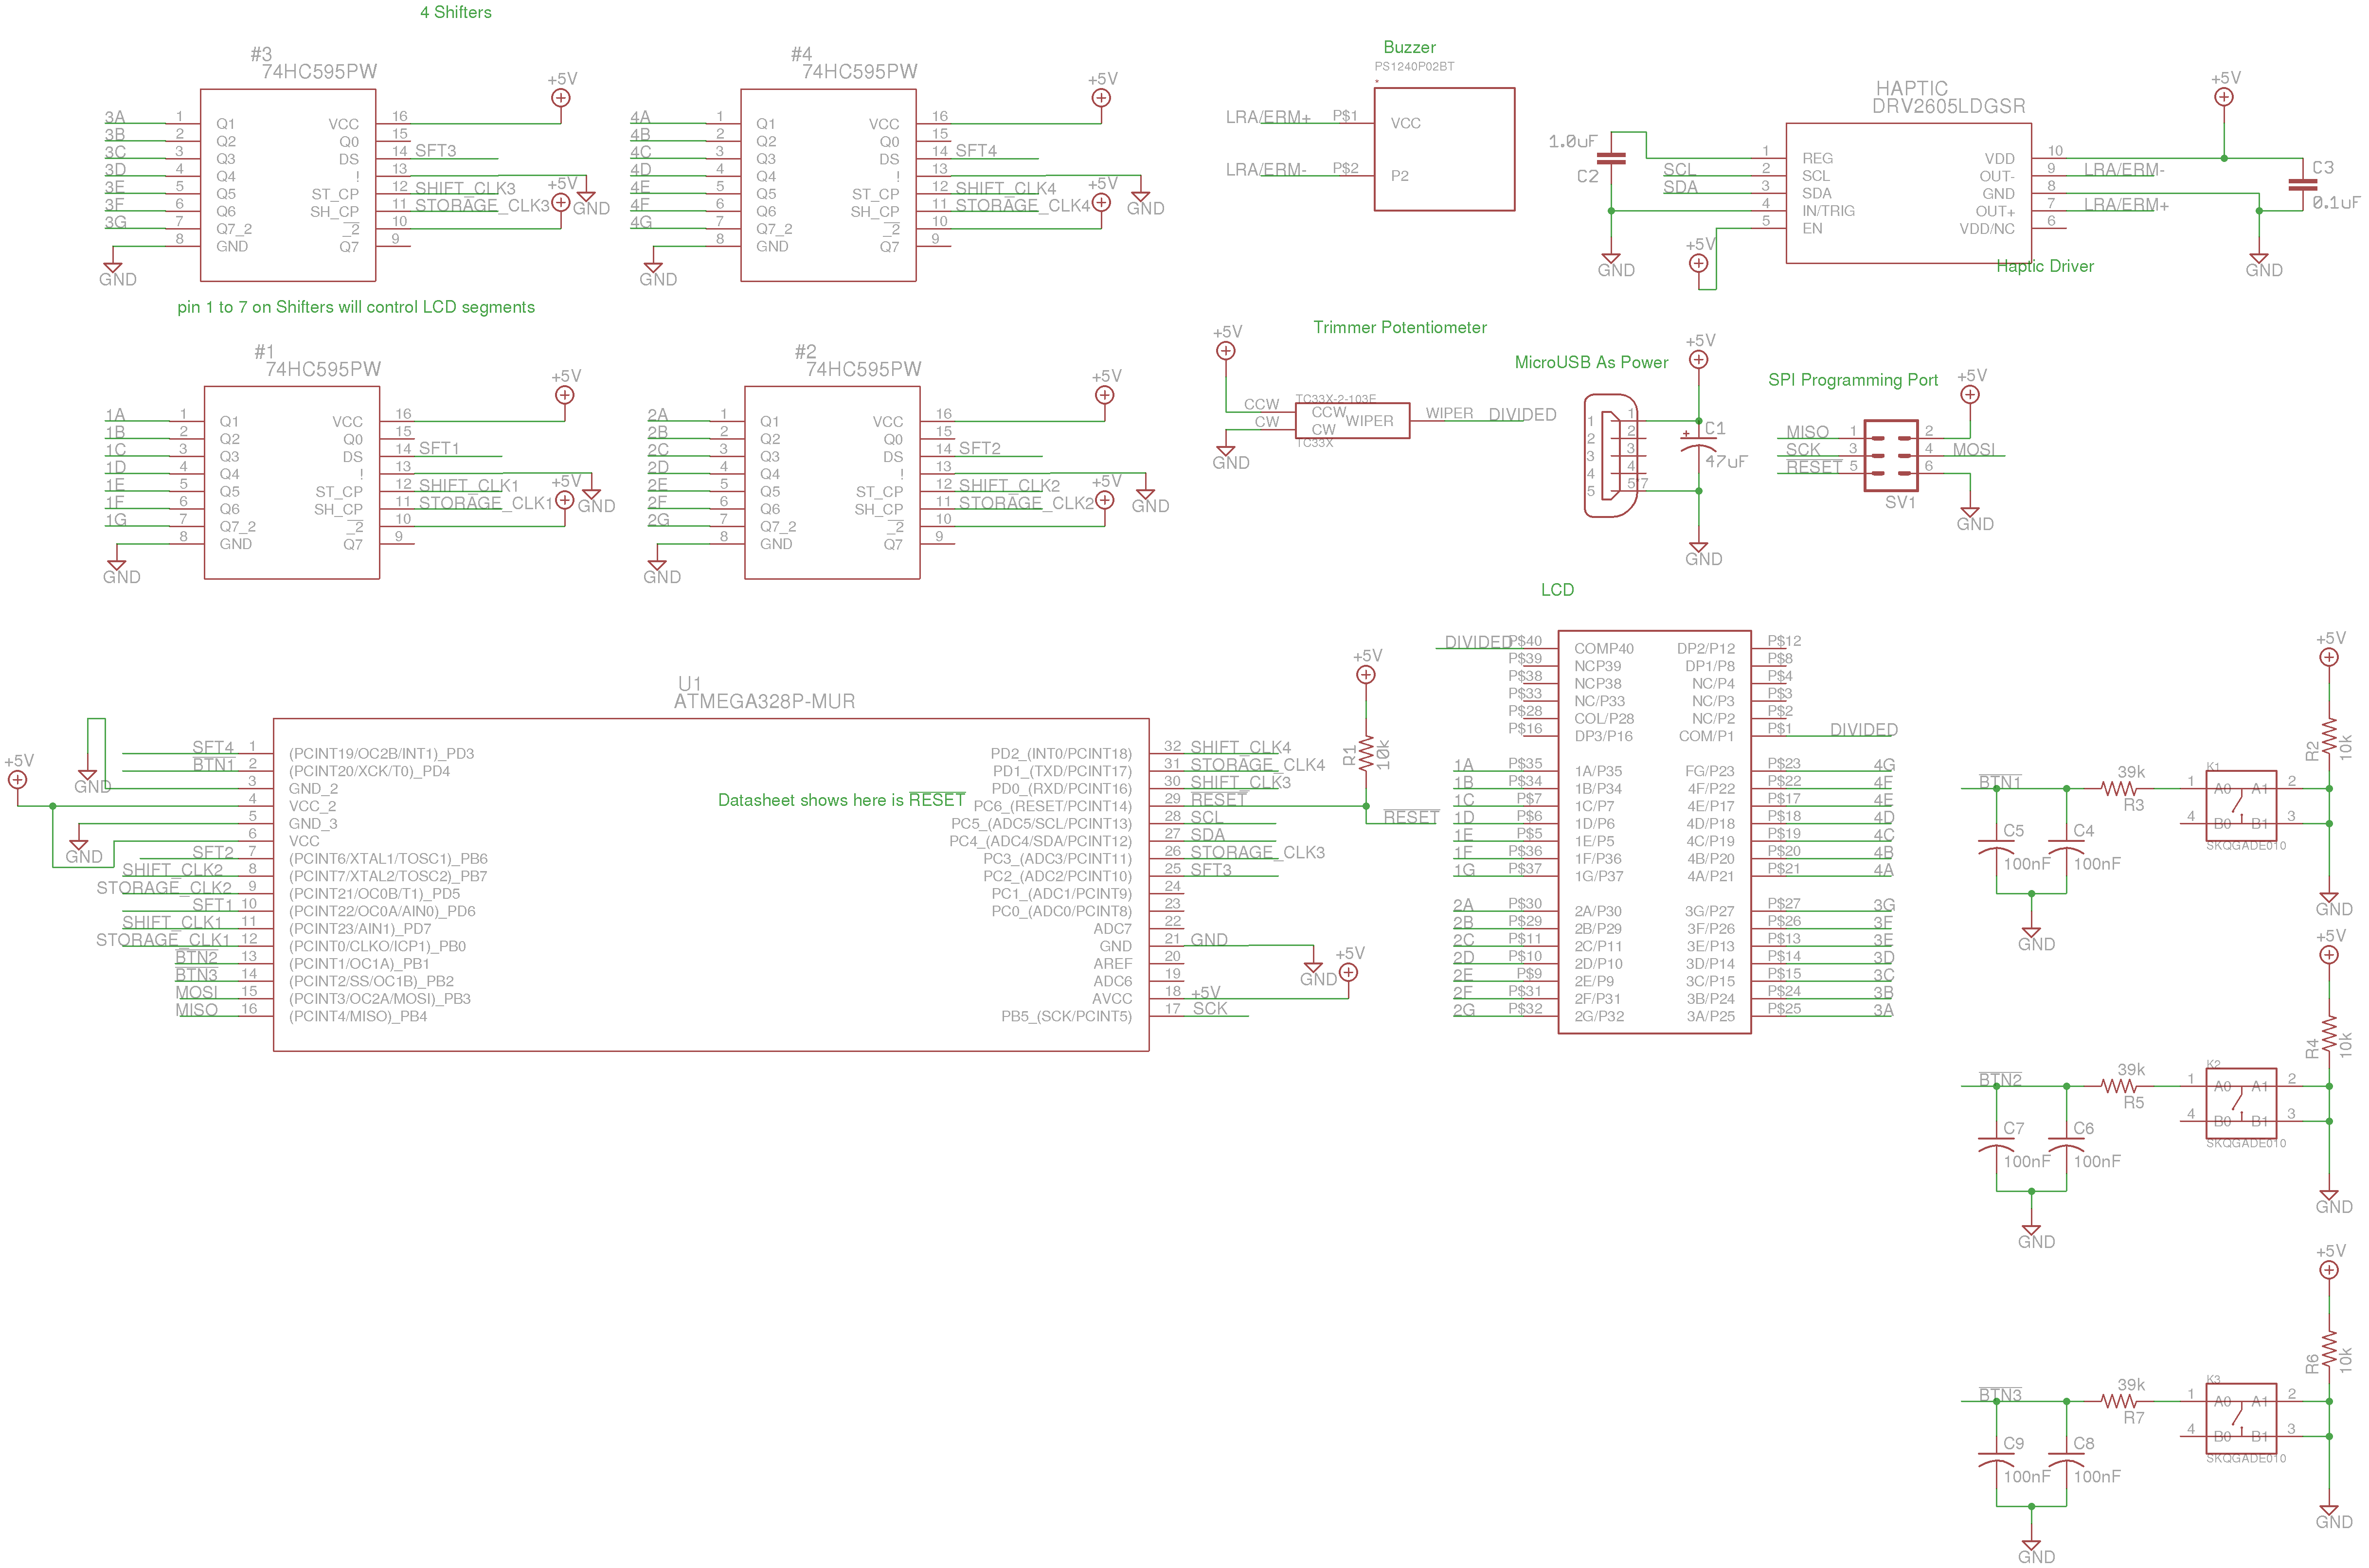 4 Shifters
#3
74HC595PW
+5V
3A 1 Q1 VCC 16
3B 2 Q2 Q0 15
3C 3 Q3 DS 14 SFT3
3D 4 Q4 ! 13
3E 5 Q5 ST_CP 12 SHIFT_CLK3 +5V
3F 6 Q6 SH_CP 11 STORAGE_CLK3 GND
3G 7 Q7_2 _2 10
8 GND Q7 9
GND
#4
74HC595PW
+5V
4A 1 Q1 VCC 16
4B 2 Q2 Q0 15
4C 3 Q3 DS 14 SFT4
4D 4 Q4 ! 13
4E 5 Q5 ST_CP 12 SHIFT_CLK4 +5V
4F 6 Q6 SH_CP 11 STORAGE_CLK4 GND
4G 7 Q7_2 _2 10
8 GND Q7 9
GND
Buzzer
PS1240P02BT
*
LRA/ERM+ P$1 VCC
LRA/ERM- P$2 P2
HAPTIC
DRV2605LDGSR
+5V
1.0uF
C2
GND
1 REG VDD 10
SCL 2 SCL OUT- 9 LRA/ERM-
SDA 3 SDA GND 8
4 IN/TRIG OUT+ 7 LRA/ERM+
5 EN VDD/NC 6
+5V
C3
0.1uF
GND
Haptic Driver
pin 1 to 7 on Shifters will control LCD segments
#1
74HC595PW
+5V
1A 1 Q1 VCC 16
1B 2 Q2 Q0 15
1C 3 Q3 DS 14 SFT1
1D 4 Q4 ! 13
1E 5 Q5 ST_CP 12 SHIFT_CLK1 +5V
1F 6 Q6 SH_CP 11 STORAGE_CLK1 GND
1G 7 Q7_2 _2 10
8 GND Q7 9
GND
#2
74HC595PW
+5V
2A 1 Q1 VCC 16
2B 2 Q2 Q0 15
2C 3 Q3 DS 14 SFT2
2D 4 Q4 ! 13
2E 5 Q5 ST_CP 12 SHIFT_CLK2 +5V
2F 6 Q6 SH_CP 11 STORAGE_CLK2 GND
2G 7 Q7_2 _2 10
8 GND Q7 9
GND
Trimmer Potentiometer
+5V
TC33X-2-103E
CCW CCW WIPER WIPER DIVIDED
CW CW
TC33X
GND
MicroUSB As Power
+5V
1 1
2 2
3 3
4 4
5 5'7
+ C1
47uF
GND
SPI Programming Port
+5V
MISO 1 2
SCK 3 4 MOSI
RESET 5 6
SV1
GND
U1
ATMEGA328P-MUR
Datasheet shows here is RESET
+5V
GND
GND
SFT4 1 (PCINT19/OC2B/INT1)_PD3
BTN1 2 (PCINT20/XCK/T0)_PD4
3 GND_2
4 VCC_2
5 GND_3
6 VCC
SFT2 7 (PCINT6/XTAL1/TOSC1)_PB6
SHIFT_CLK2 8 (PCINT7/XTAL2/TOSC2)_PB7
STORAGE_CLK2 9 (PCINT21/OC0B/T1)_PD5
SFT1 10 (PCINT22/OC0A/AIN0)_PD6
SHIFT_CLK1 11 (PCINT23/AIN1)_PD7
STORAGE_CLK1 12 (PCINT0/CLKO/ICP1)_PB0
BTN2 13 (PCINT1/OC1A)_PB1
BTN3 14 (PCINT2/SS/OC1B)_PB2
MOSI 15 (PCINT3/OC2A/MOSI)_PB3
MISO 16 (PCINT4/MISO)_PB4
PD2_(INT0/PCINT18) 32 SHIFT_CLK4
PD1_(TXD/PCINT17) 31 STORAGE_CLK4
PD0_(RXD/PCINT16) 30 SHIFT_CLK3
PC6_(RESET/PCINT14) 29 RESET
PC5_(ADC5/SCL/PCINT13) 28 SCL
PC4_(ADC4/SDA/PCINT12) 27 SDA
PC3_(ADC3/PCINT11) 26 STORAGE_CLK3
PC2_(ADC2/PCINT10) 25 SFT3
PC1_(ADC1/PCINT9) 24
PC0_(ADC0/PCINT8) 23
ADC7 22
GND 21 GND
AREF 20
ADC6 19
AVCC 18 +5V
PB5_(SCK/PCINT5) 17 SCK
GND
+5V
+5V
R1
10k
RESET
LCD
DIVIDED P$40 COMP40 DP2/P12 P$12
P$39 NCP39 DP1/P8 P$8
P$38 NCP38 NC/P4 P$4
P$33 NC/P33 NC/P3 P$3
P$28 COL/P28 NC/P2 P$2
P$16 DP3/P16 COM/P1 P$1 DIVIDED
1A P$35 1A/P35 FG/P23 P$23 4G
1B P$34 1B/P34 4F/P22 P$22 4F
1C P$7 1C/P7 4E/P17 P$17 4E
1D P$6 1D/P6 4D/P18 P$18 4D
1E P$5 1E/P5 4C/P19 P$19 4C
1F P$36 1F/P36 4B/P20 P$20 4B
1G P$37 1G/P37 4A/P21 P$21 4A
2A P$30 2A/P30 3G/P27 P$27 3G
2B P$29 2B/P29 3F/P26 P$26 3F
2C P$11 2C/P11 3E/P13 P$13 3E
2D P$10 2D/P10 3D/P14 P$14 3D
2E P$9 2E/P9 3C/P15 P$15 3C
2F P$31 2F/P31 3B/P24 P$24 3B
2G P$32 2G/P32 3A/P25 P$25 3A
+5V
R2
10k
BTN1
39k
R3
K1
1 A0 A1 2
4 B0 B1 3
SKQGADE010
C5
100nF
C4
100nF
GND
GND
+5V
R4
10k
BTN2
39k
R5
K2
1 A0 A1 2
4 B0 B1 3
SKQGADE010
C7
100nF
C6
100nF
GND
GND
+5V
R6
10k
BTN3
39k
R7
K3
1 A0 A1 2
4 B0 B1 3
SKQGADE010
C9
100nF
C8
100nF
GND
GND